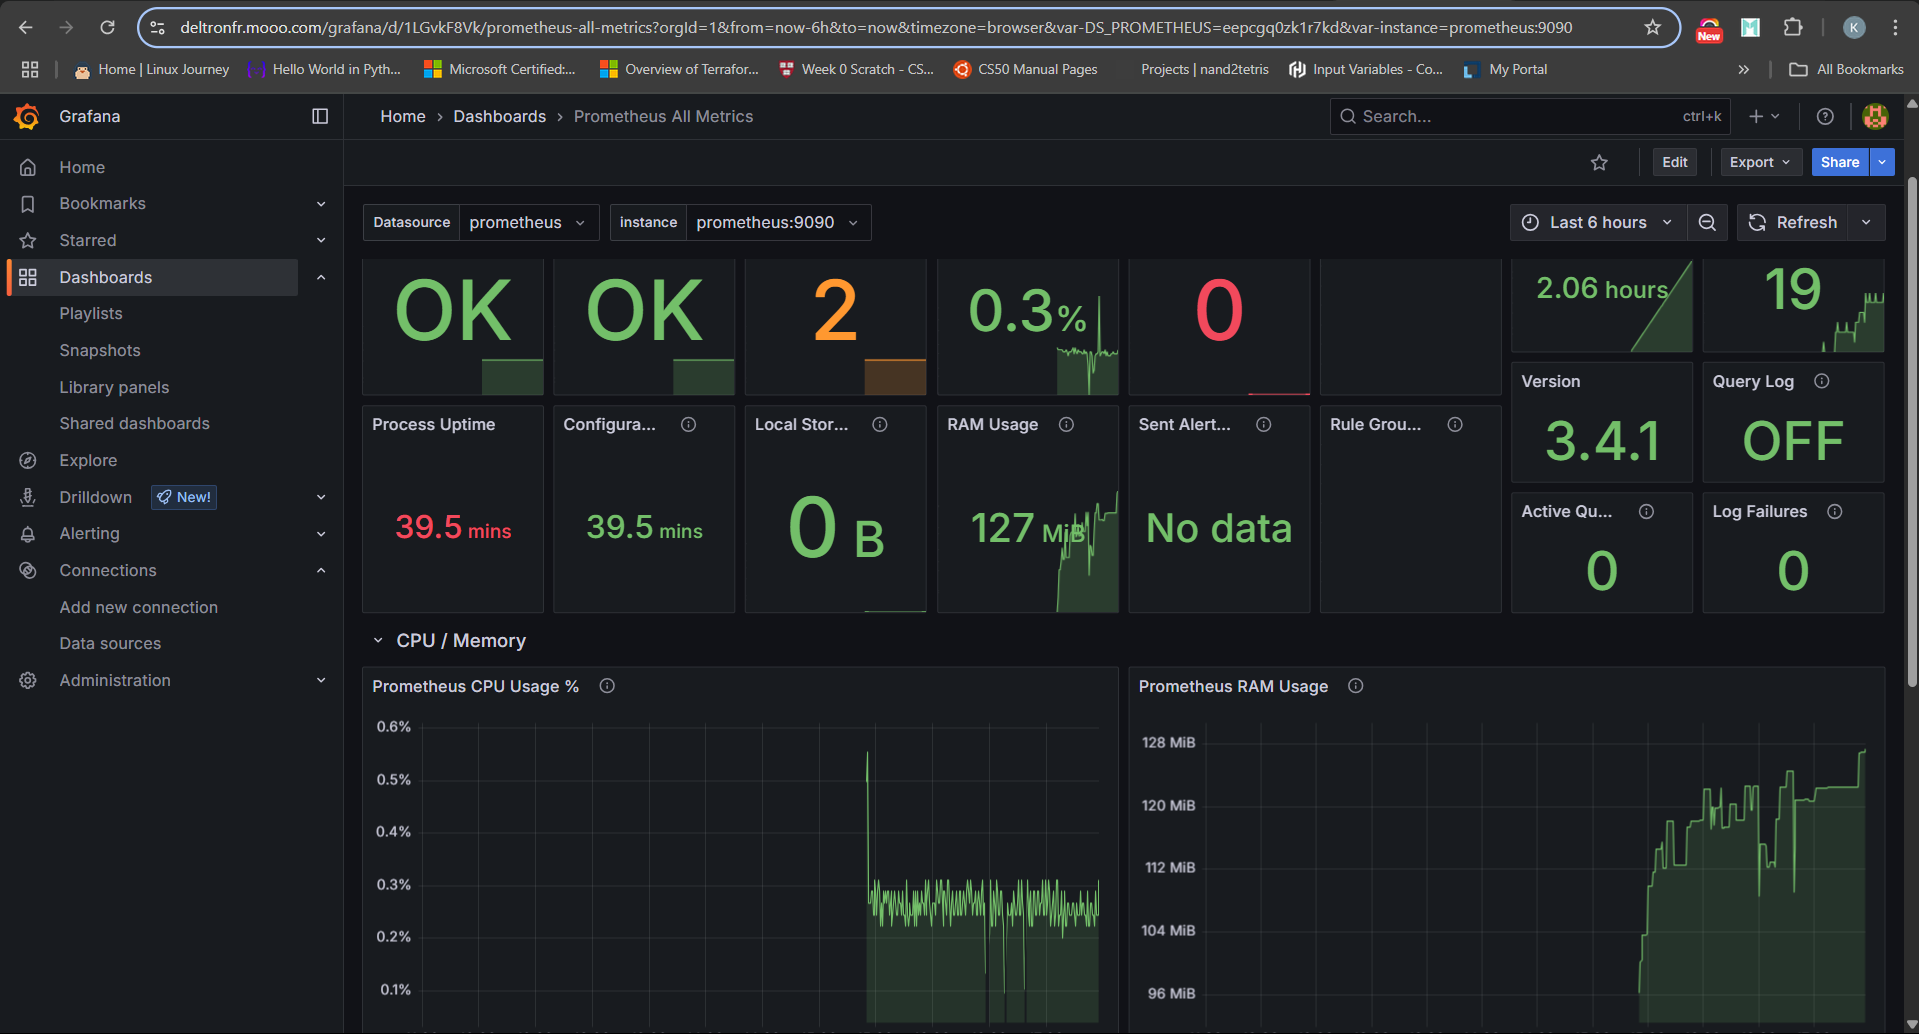 deltronfr.mooo.com/grafana/d/1LGvkF8Vk/prometheus-all-metrics?orgId=1&from=now-6h&to=now&timezone=browser&var-DS_PROMETHEUS=eepcgq0zk1r7kd&var-instance=prometheus:9090
New
K
Home | Linux Journey
Hello World in Pyth...
Microsoft Certified:...
Overview of Terrafor...
Week 0 Scratch - CS...
CS50 Manual Pages
Projects | nand2tetris
Input Variables - Co...
My Portal
All Bookmarks
Grafana
Home › Dashboards › Prometheus All Metrics
Search...
ctrl+k
Home
Bookmarks
Starred
Dashboards
Playlists
Snapshots
Library panels
Shared dashboards
Explore
Drilldown
New!
Alerting
Connections
Add new connection
Data sources
Administration
Edit
Export
Share
Datasource
prometheus
instance
prometheus:9090
Last 6 hours
Refresh
OK
OK
2
0.3%
0
2.06 hours
19
Version
3.4.1
Query Log
OFF
Process Uptime
39.5 mins
Configura...
39.5 mins
Local Stor...
0 B
RAM Usage
127 MiB
Sent Alert...
No data
Rule Grou...
Active Qu...
0
Log Failures
0
CPU / Memory
Prometheus CPU Usage %
0.6%
0.5%
0.4%
0.3%
0.2%
0.1%
Prometheus RAM Usage
128 MiB
120 MiB
112 MiB
104 MiB
96 MiB